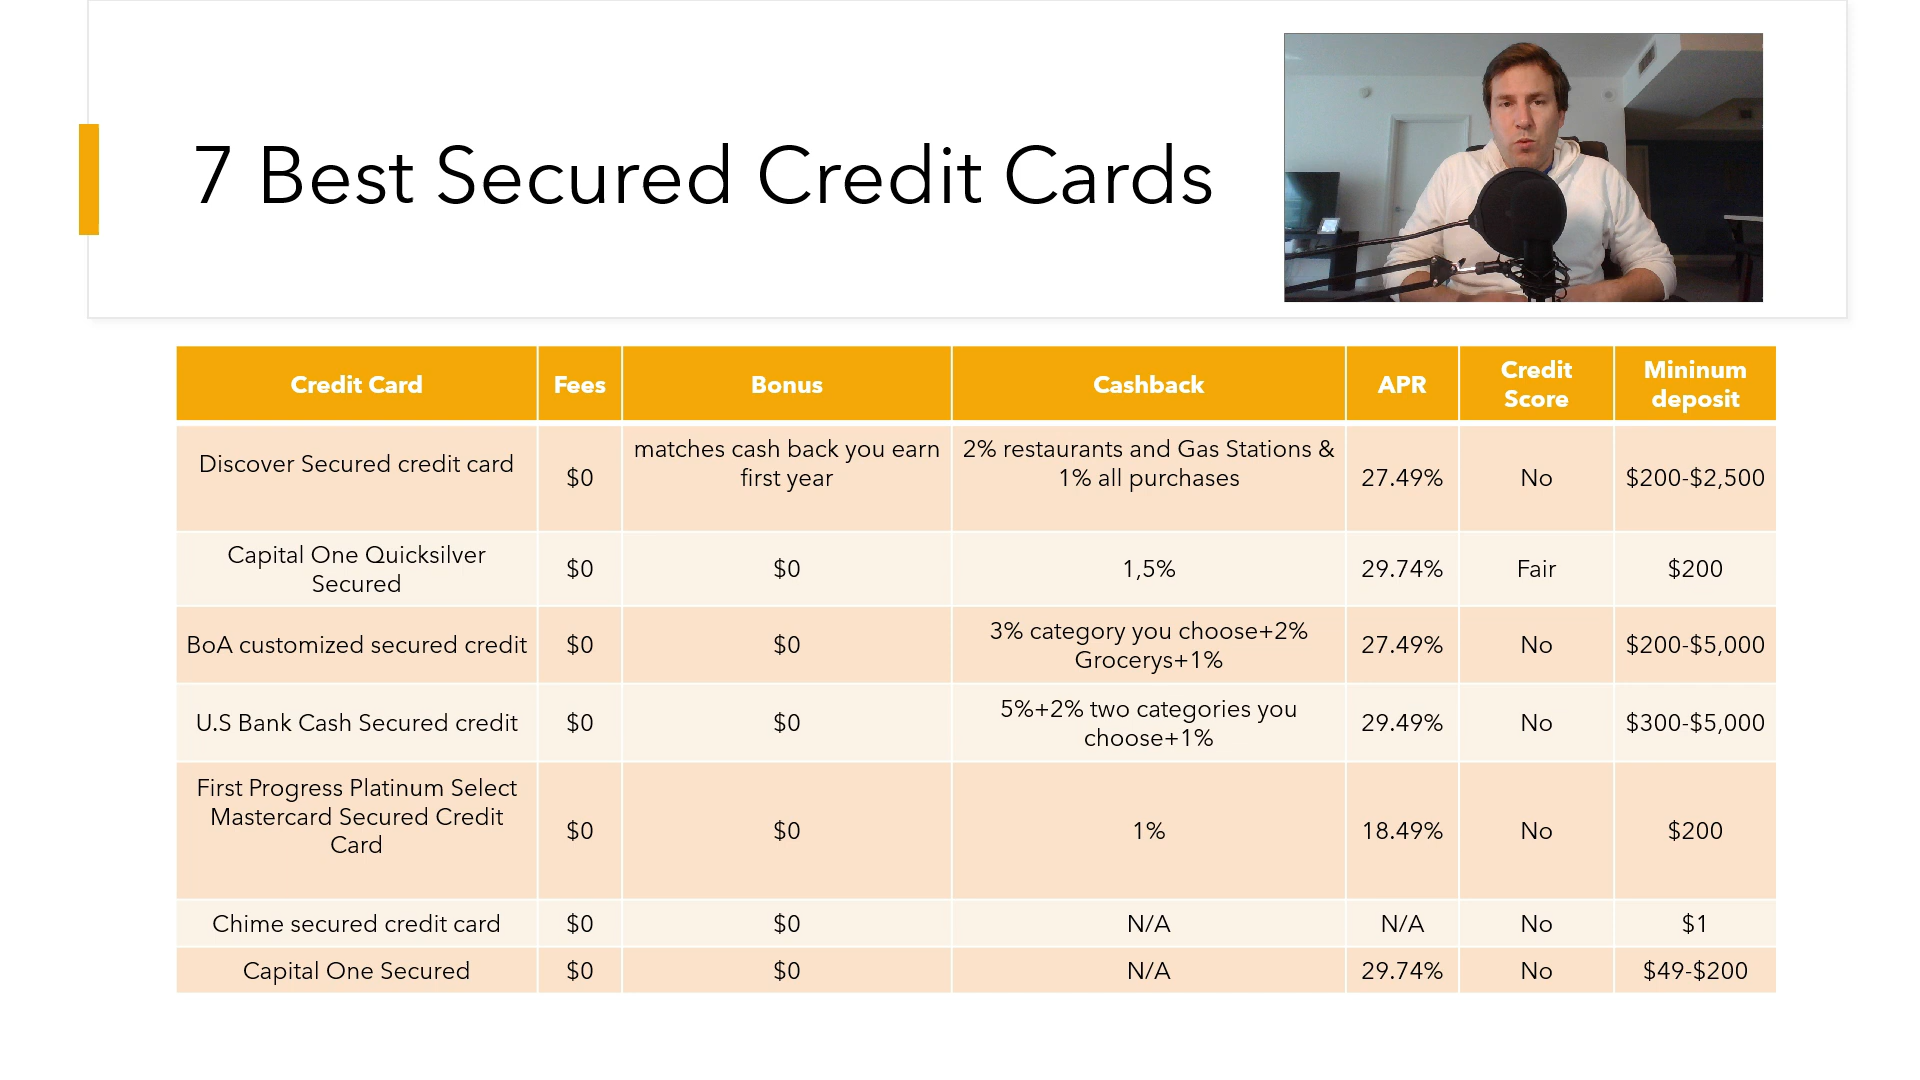 7 Best Secured Credit Cards
Credit Card
Fees
Bonus
Cashback
APR
Credit
Score
Mininum
deposit
Discover Secured credit card
$0
matches cash back you earn
first year
2% restaurants and Gas Stations &
1% all purchases
27.49%
No
$200-$2,500
Capital One Quicksilver
Secured
$0
$0
1,5%
29.74%
Fair
$200
BoA customized secured credit
$0
$0
3% category you choose+2%
Grocerys+1%
27.49%
No
$200-$5,000
U.S Bank Cash Secured credit
$0
$0
5%+2% two categories you
choose+1%
29.49%
No
$300-$5,000
First Progress Platinum Select
Mastercard Secured Credit
Card
$0
$0
1%
18.49%
No
$200
Chime secured credit card
$0
$0
N/A
N/A
No
$1
Capital One Secured
$0
$0
N/A
29.74%
No
$49-$200